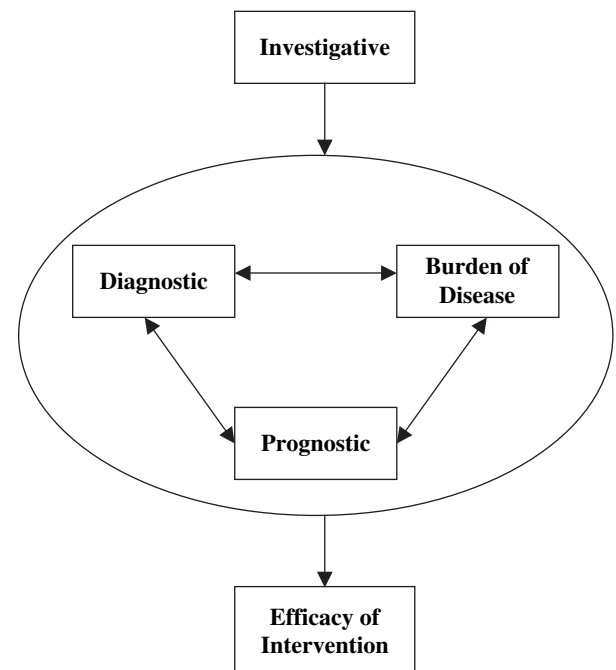 Investigative
Diagnostic
Burden of
Disease
Prognostic
Efficacy of
Intervention